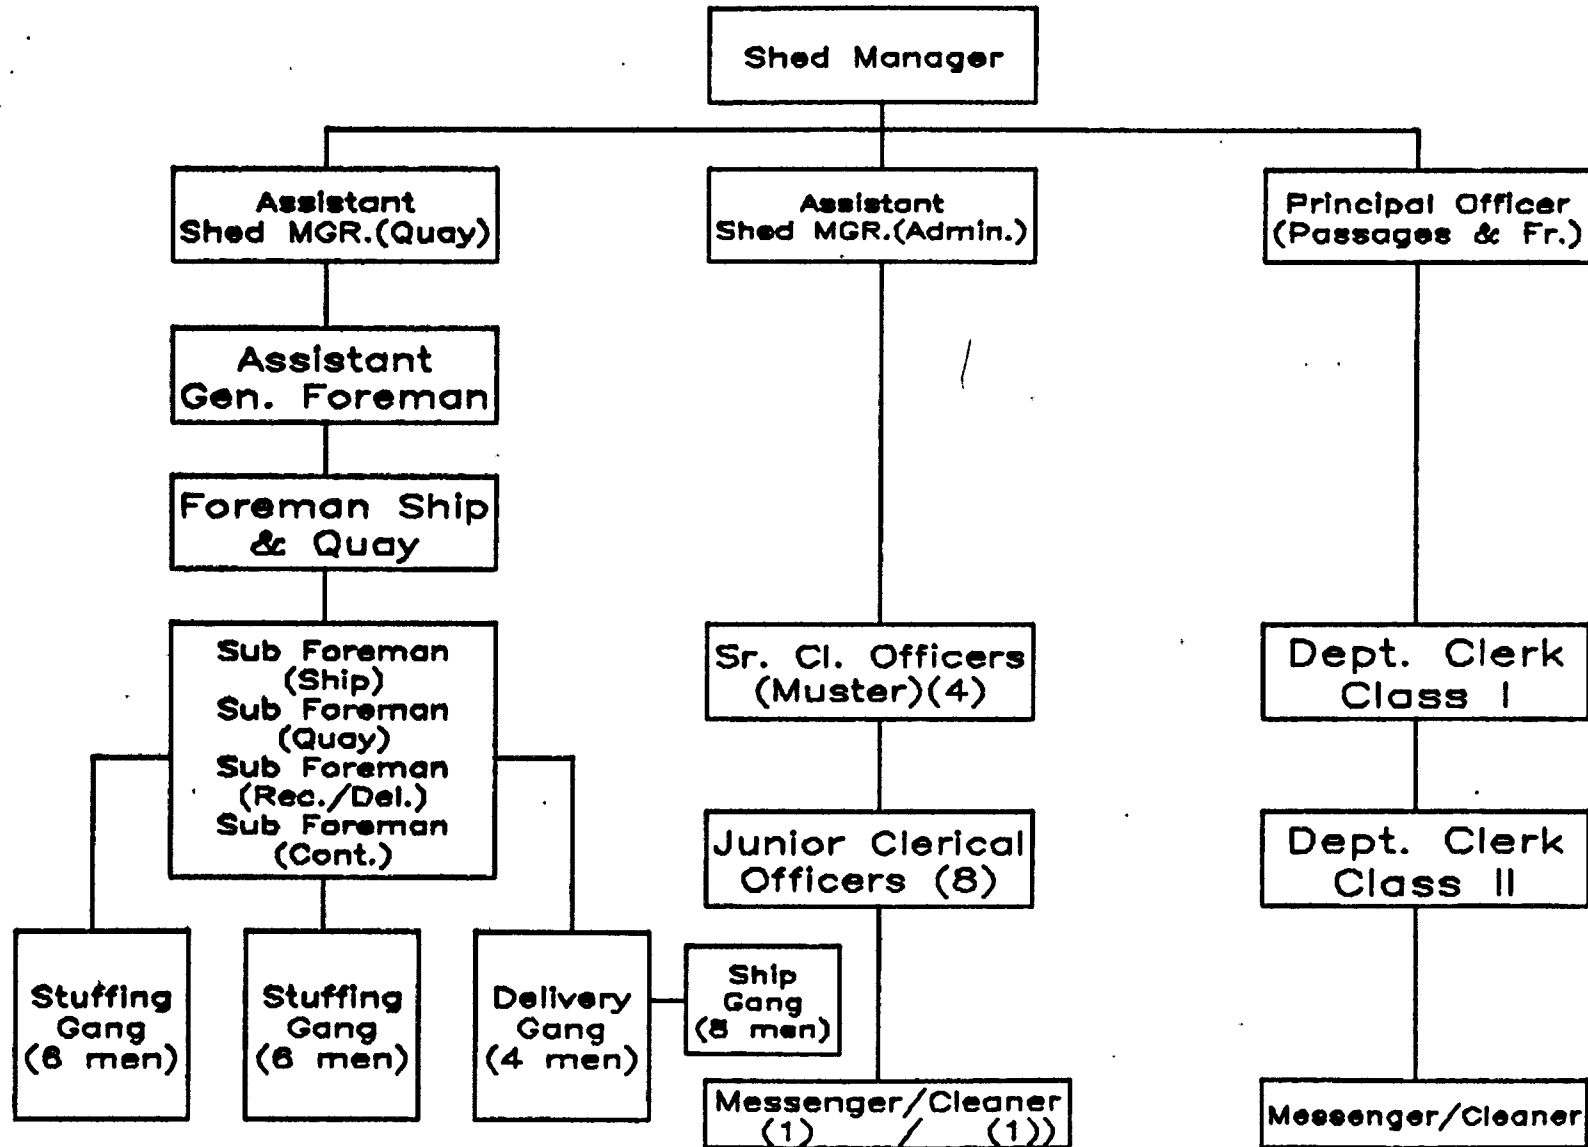 Shed Manager
Assistant
Shed MGR.(Quay)
Assistant
Shed MGR.(Admin.)
Principal Officer
(Passages & Fr.)
Assistant
Gen. Foreman
Foreman Ship
& Quay
Sub Foreman
(Ship)
Sub Foreman
(Quay)
Sub Foreman
(Rec./Del.)
Sub Foreman
(Cont.)
Sr. Cl. Officers
(Muster)(4)
Dept. Clerk
Class I
Junior Clerical
Officers (8)
Dept. Clerk
Class II
Stuffing
Gang
(6 men)
Stuffing
Gang
(6 men)
Delivery
Gang
(4 men)
Ship
Gang
(8 men)
Messenger/Cleaner
(1) / (1))
Messenger/Cleaner